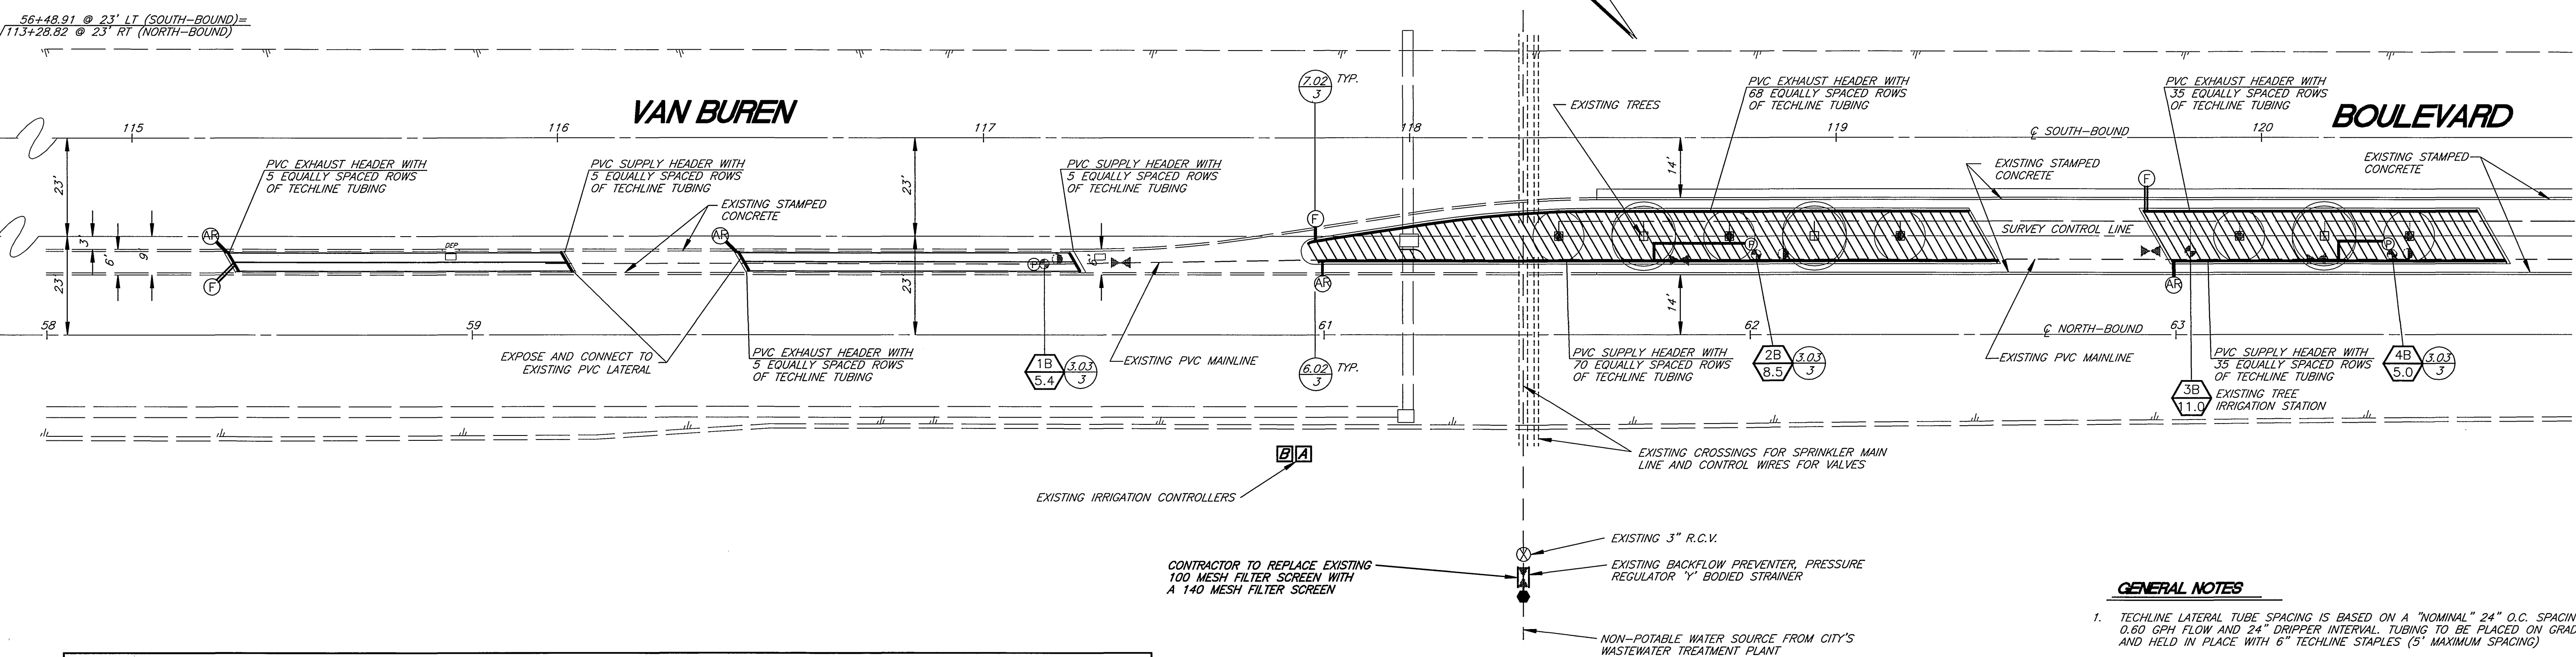 56+48.91 @ 23' LT (SOUTH-BOUND)=
113+28.82 @ 23' RT (NORTH-BOUND)
VAN BUREN
BOULEVARD
7.02
3
TYP.
EXISTING TREES
PVC EXHAUST HEADER WITH
68 EQUALLY SPACED ROWS
OF TECHLINE TUBING
PVC EXHAUST HEADER WITH
35 EQUALLY SPACED ROWS
OF TECHLINE TUBING
115
116
117
118
119
120
℄ SOUTH-BOUND
PVC EXHAUST HEADER WITH
5 EQUALLY SPACED ROWS
OF TECHLINE TUBING
PVC SUPPLY HEADER WITH
5 EQUALLY SPACED ROWS
OF TECHLINE TUBING
PVC SUPPLY HEADER WITH
5 EQUALLY SPACED ROWS
OF TECHLINE TUBING
EXISTING STAMPED
CONCRETE
EXISTING STAMPED
CONCRETE
EXISTING STAMPED
CONCRETE
23'
23'
14'
3'
6'
9'
23'
23'
6'
14'
AR
F
DEP
AR
F
F
AR
P
F
AR
P
SURVEY CONTROL LINE
58
59
61
62
63
℄ NORTH-BOUND
EXPOSE AND CONNECT TO
EXISTING PVC LATERAL
PVC EXHAUST HEADER WITH
5 EQUALLY SPACED ROWS
OF TECHLINE TUBING
1B
5.4
3.03
3
EXISTING PVC MAINLINE
6.02
3
TYP.
PVC SUPPLY HEADER WITH
70 EQUALLY SPACED ROWS
OF TECHLINE TUBING
2B
8.5
3.03
3
EXISTING PVC MAINLINE
3B
11.0
EXISTING TREE
IRRIGATION STATION
PVC SUPPLY HEADER WITH
35 EQUALLY SPACED ROWS
OF TECHLINE TUBING
4B
5.0
3.03
3
B A
EXISTING IRRIGATION CONTROLLERS
EXISTING CROSSINGS FOR SPRINKLER MAIN
LINE AND CONTROL WIRES FOR VALVES
EXISTING 3" R.C.V.
CONTRACTOR TO REPLACE EXISTING
100 MESH FILTER SCREEN WITH
A 140 MESH FILTER SCREEN
EXISTING BACKFLOW PREVENTER, PRESSURE
REGULATOR 'Y' BODIED STRAINER
NON-POTABLE WATER SOURCE FROM CITY'S
WASTEWATER TREATMENT PLANT
GENERAL NOTES
1. TECHLINE LATERAL TUBE SPACING IS BASED ON A "NOMINAL" 24" O.C. SPACIN
0.60 GPH FLOW AND 24" DRIPPER INTERVAL. TUBING TO BE PLACED ON GRAD
AND HELD IN PLACE WITH 6" TECHLINE STAPLES (5' MAXIMUM SPACING)